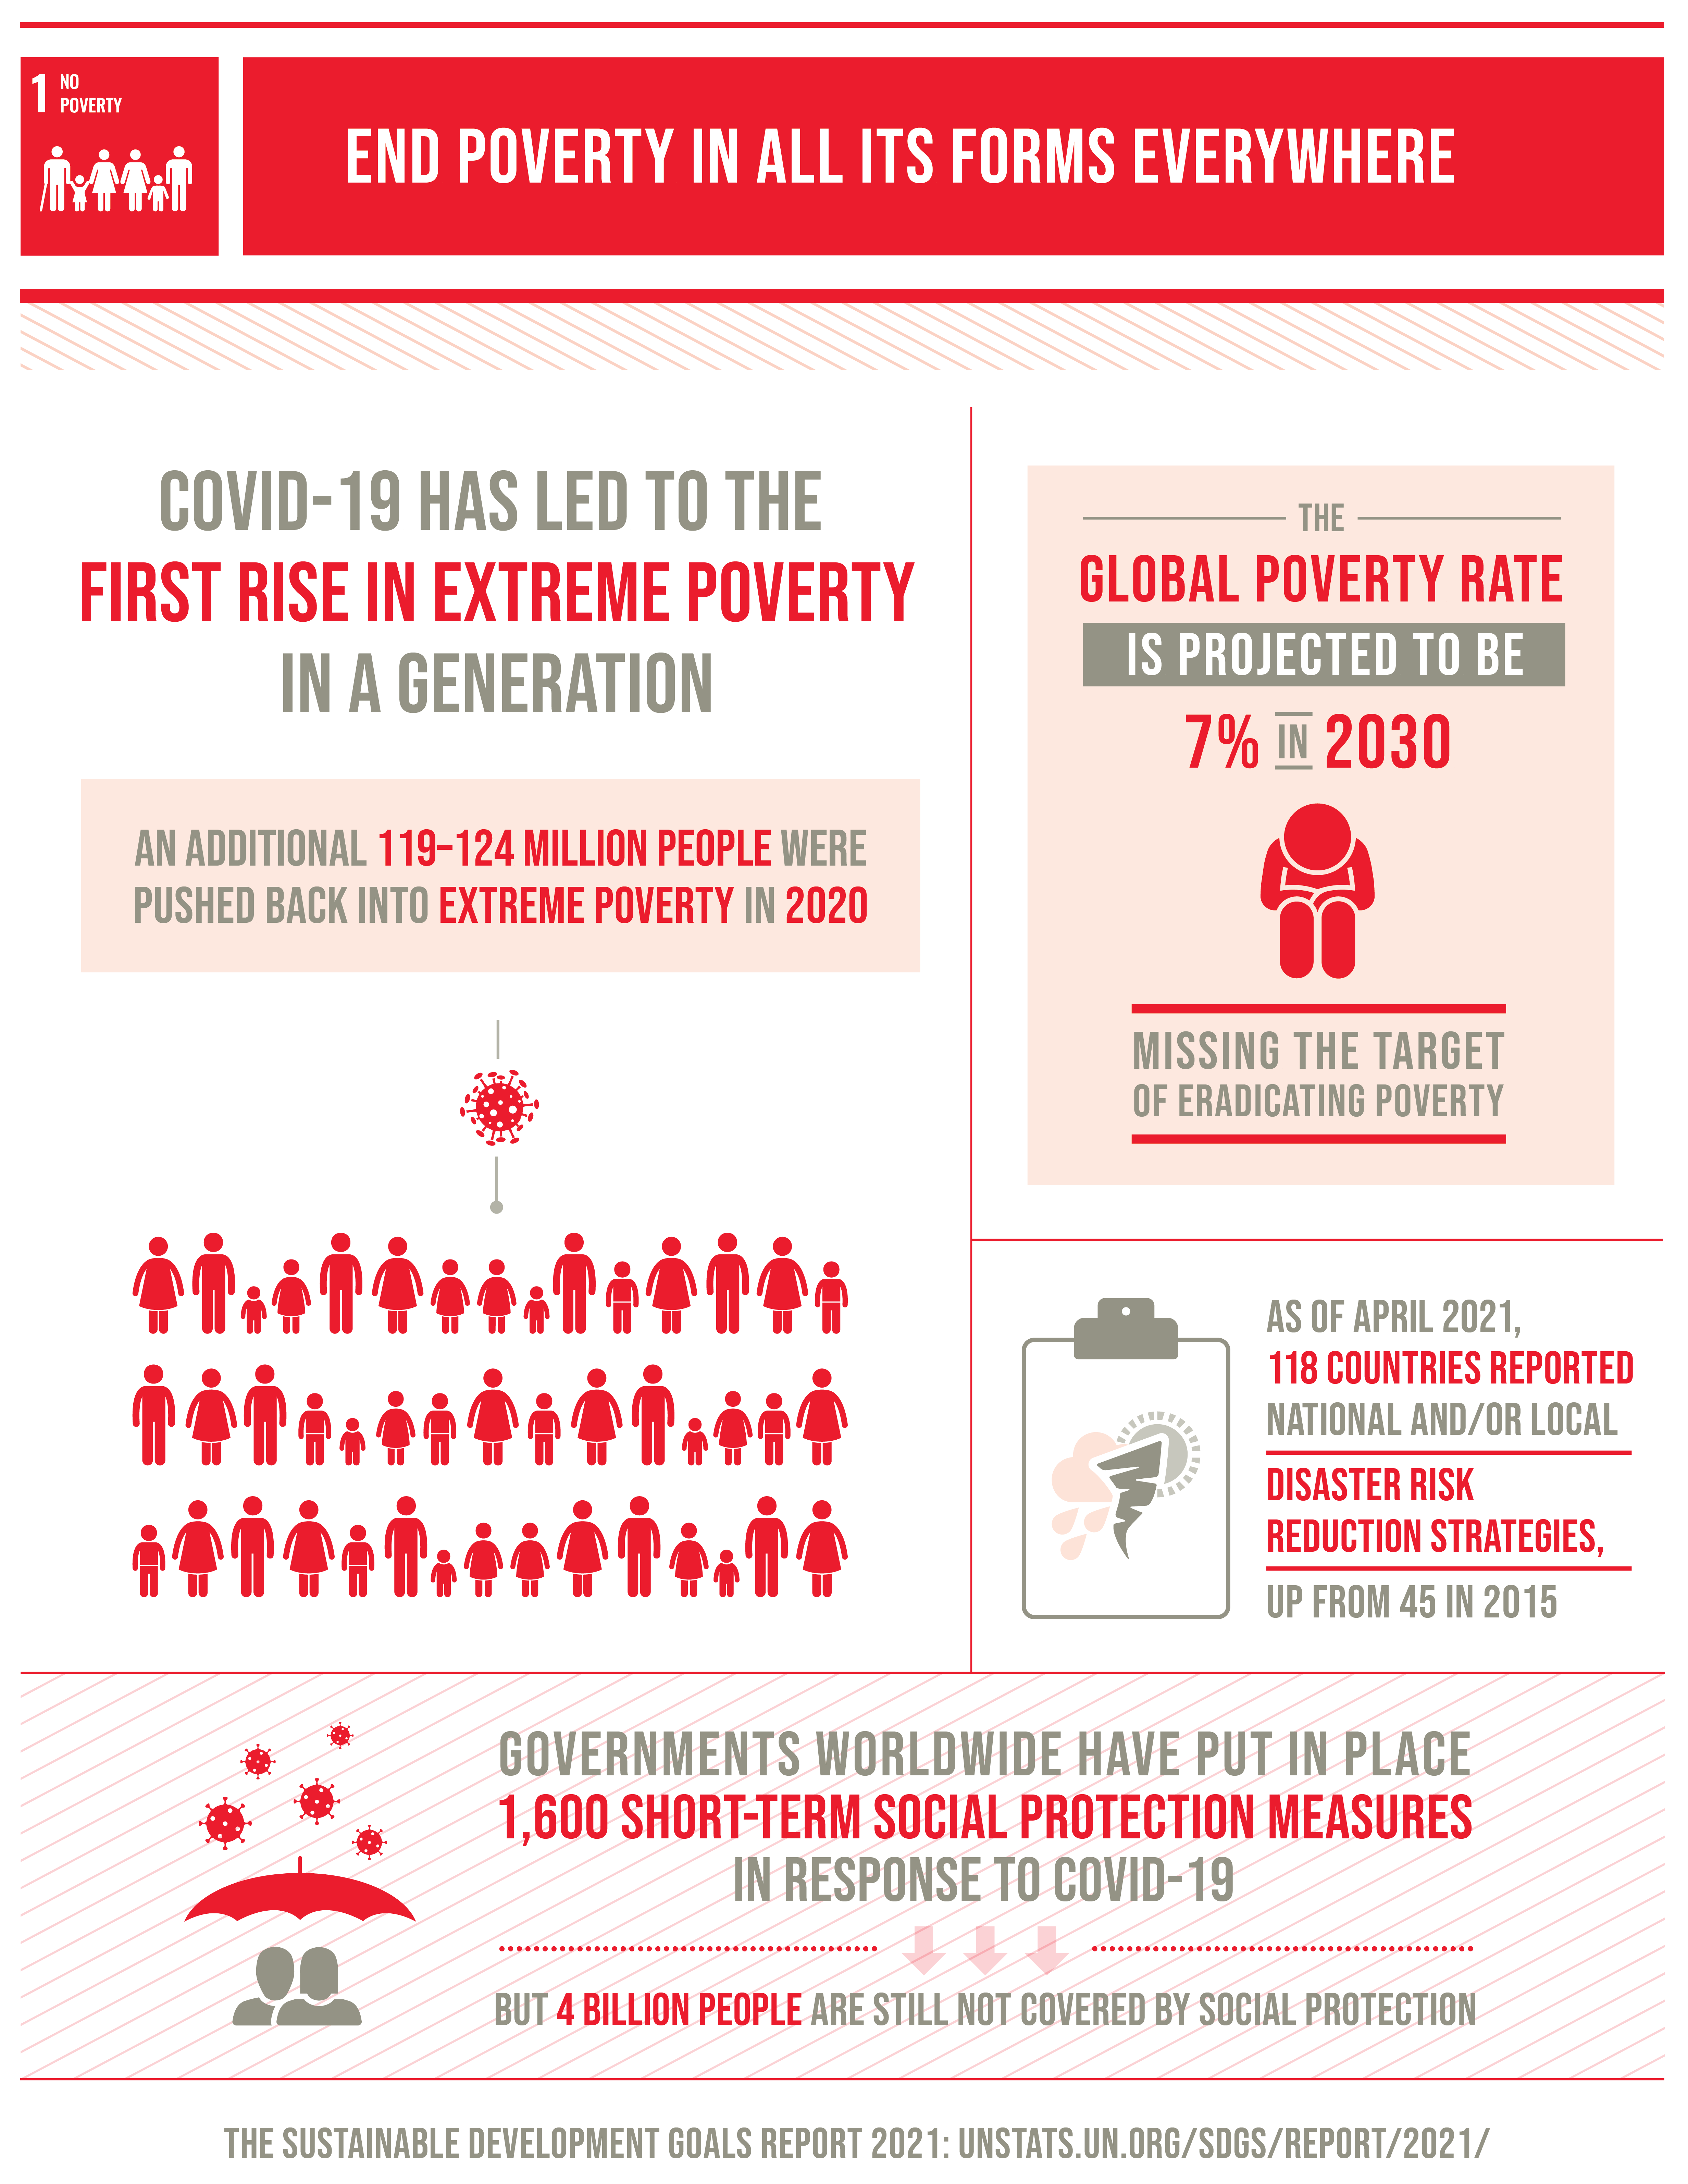 1 NO
POVERTY
END POVERTY IN ALL ITS FORMS EVERYWHERE
COVID-19 HAS LED TO THE
FIRST RISE IN EXTREME POVERTY
IN A GENERATION
AN ADDITIONAL 119-124 MILLION PEOPLE WERE
PUSHED BACK INTO EXTREME POVERTY IN 2020
THE
GLOBAL POVERTY RATE
IS PROJECTED TO BE
7% IN 2030
MISSING THE TARGET
OF ERADICATING POVERTY
AS OF APRIL 2021,
118 COUNTRIES REPORTED
NATIONAL AND/OR LOCAL
DISASTER RISK
REDUCTION STRATEGIES,
UP FROM 45 IN 2015
GOVERNMENTS WORLDWIDE HAVE PUT IN PLACE
1,600 SHORT-TERM SOCIAL PROTECTION MEASURES
IN RESPONSE TO COVID-19
BUT 4 BILLION PEOPLE ARE STILL NOT COVERED BY SOCIAL PROTECTION
THE SUSTAINABLE DEVELOPMENT GOALS REPORT 2021: UNSTATS.UN.ORG/SDGS/REPORT/2021/